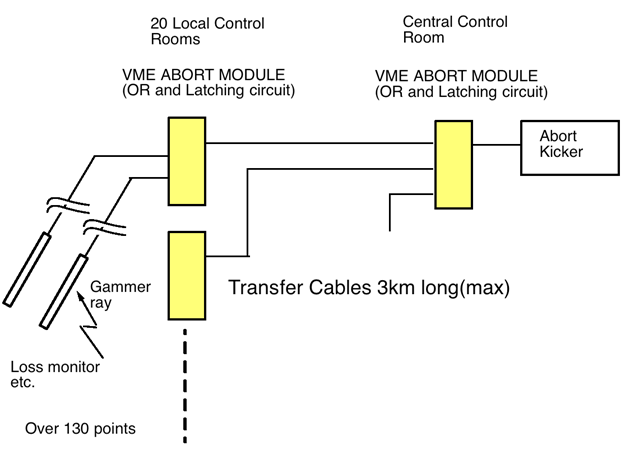 20 Local Control
Rooms
Central Control
Room
VME ABORT MODULE
(OR and Latching circuit)
VME ABORT MODULE
(OR and Latching circuit)
Abort
Kicker
Gammer
ray
Transfer Cables 3km long(max)
Loss monitor
etc.
Over 130 points